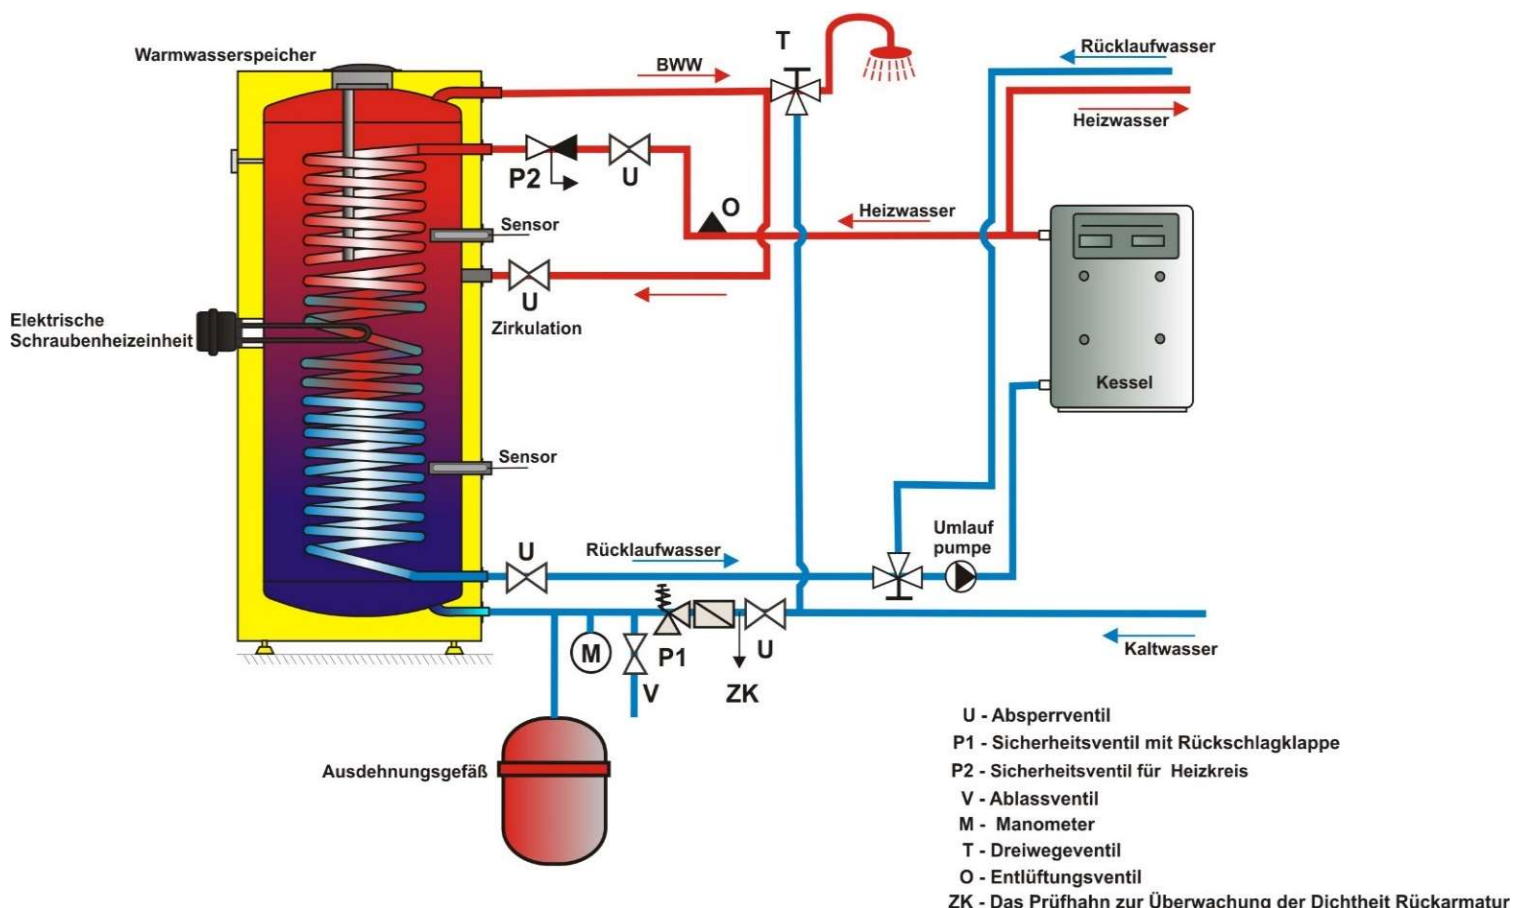 T
Rücklaufwasser
Warmwasserspeicher
BWW
Heizwasser
P2
U
O
Heizwasser
Sensor
U
Zirkulation
Elektrische
Schraubenheizeinheit
Kessel
Sensor
U
Rücklaufwasser
Umlauf
pumpe
M
V
P1
ZK
U
Kaltwasser
Ausdehnungsgefäß
U - Absperrventil
P1 - Sicherheitsventil mit Rückschlagklappe
P2 - Sicherheitsventil für Heizkreis
V - Ablassventil
M - Manometer
T - Dreiwegeventil
O - Entlüftungsventil
ZK - Das Prüfhahn zur Überwachung der Dichtheit Rückarmatur